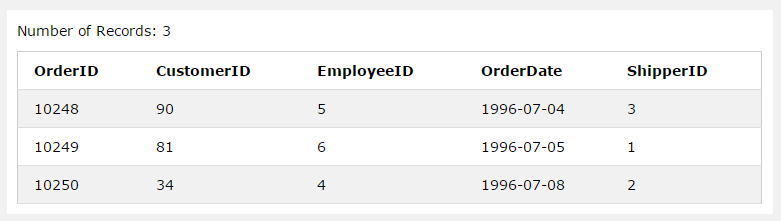 Number of Records: 3
OrderID CustomerID EmployeeID OrderDate ShipperID
10248 90 5 1996-07-04 3
10249 81 6 1996-07-05 1
10250 34 4 1996-07-08 2